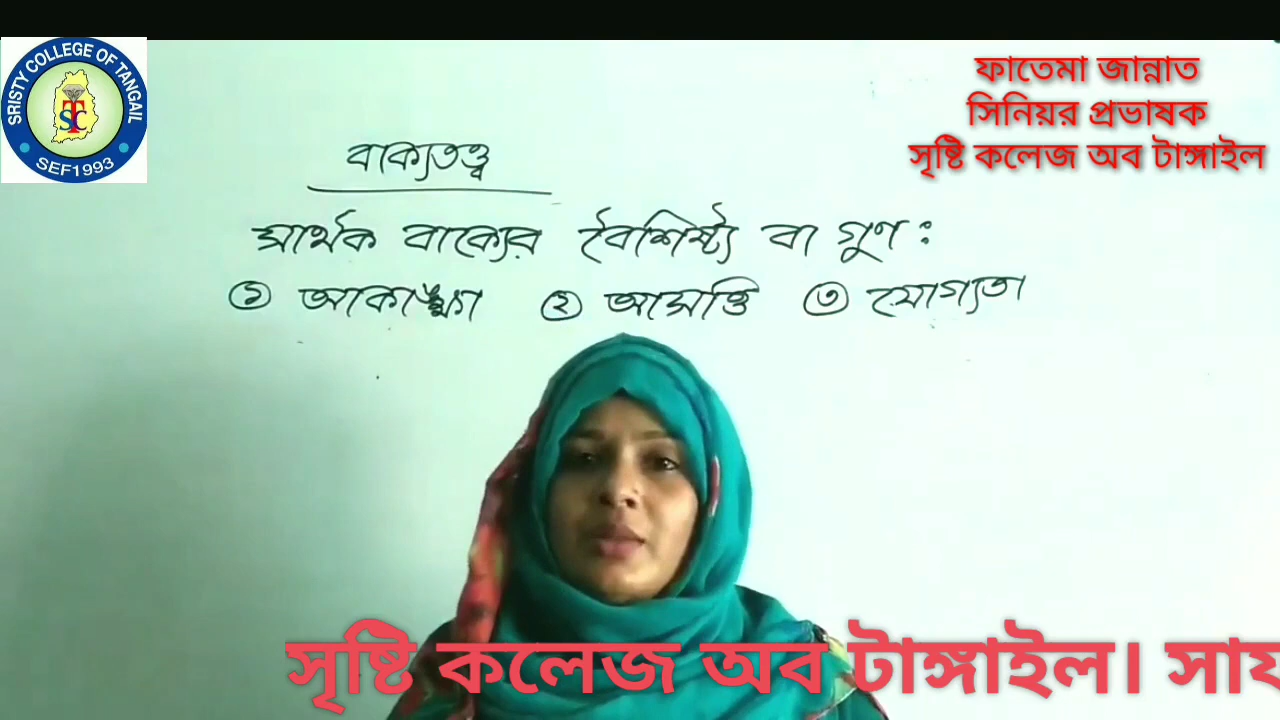 SRISTY COLLEGE OF TANGAIL
STC
SEF1993
ফাতেমা জান্নাত
সিনিয়র প্রভাষক
সৃষ্টি কলেজ অব টাঙ্গাইল
বাক্যতত্ত্ব
সার্থক বাক্যের বৈশিষ্ট্য বা গুণ :
১ আকাঙ্ক্ষা ২ আসত্তি ৩ যোগ্যতা
সৃষ্টি কলেজ অব টাঙ্গাইল।